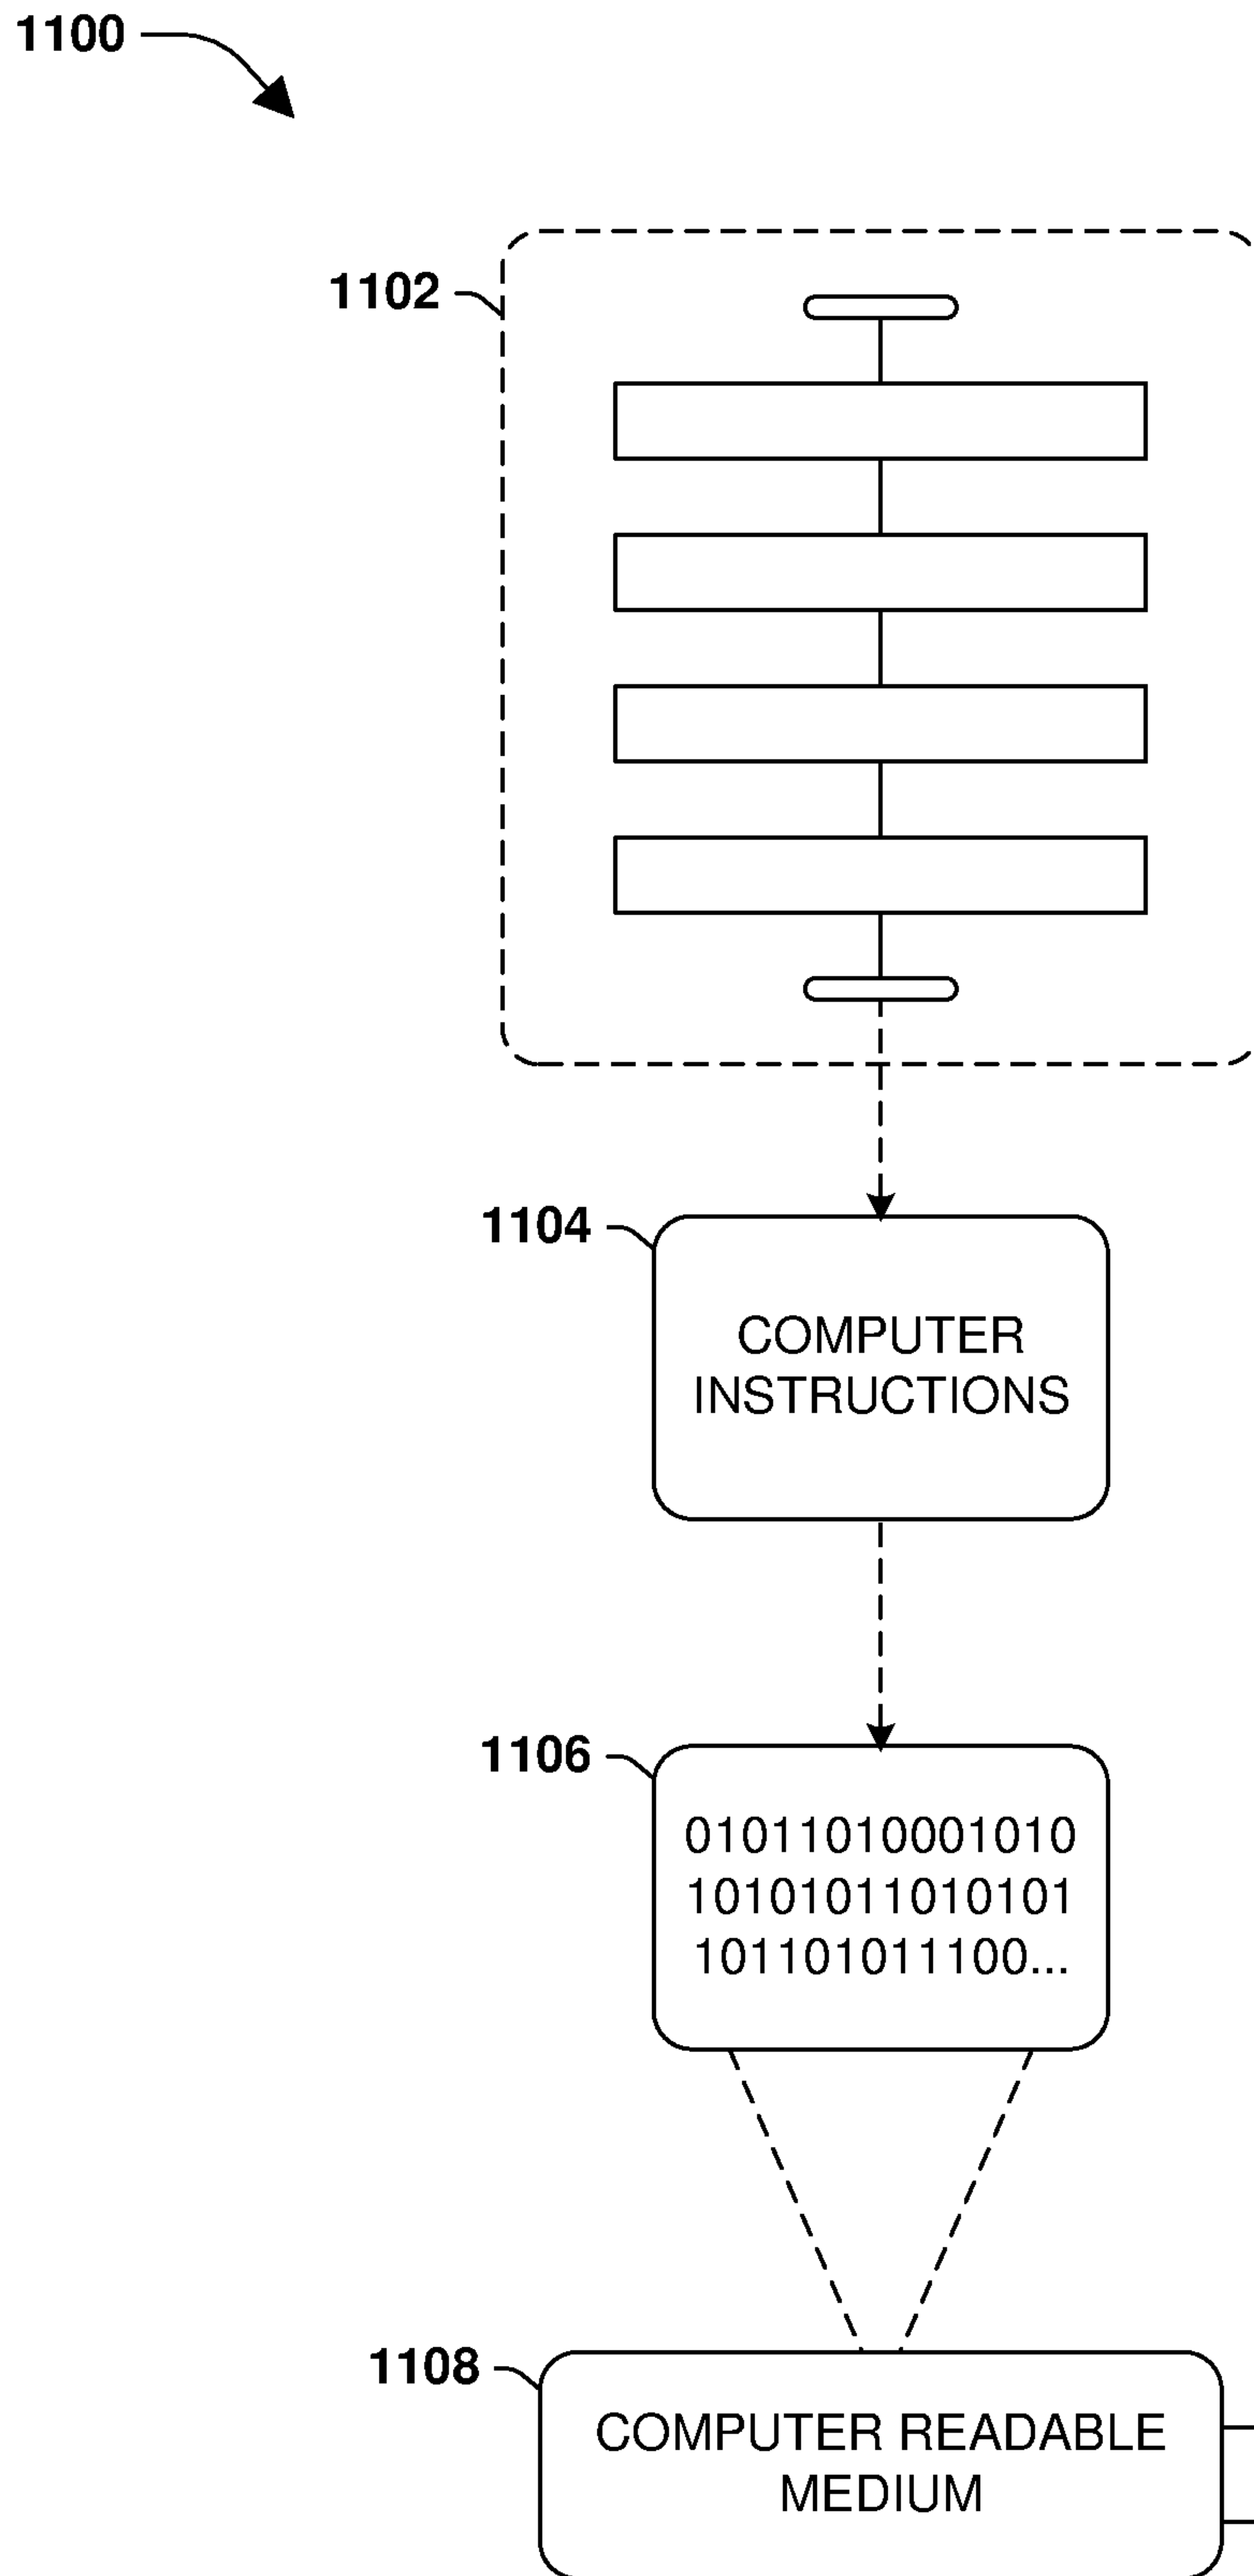 1100
1102
1104
COMPUTER
INSTRUCTIONS
1106
01011010001010
10101011010101
101101011100...
1108
COMPUTER READABLE
MEDIUM